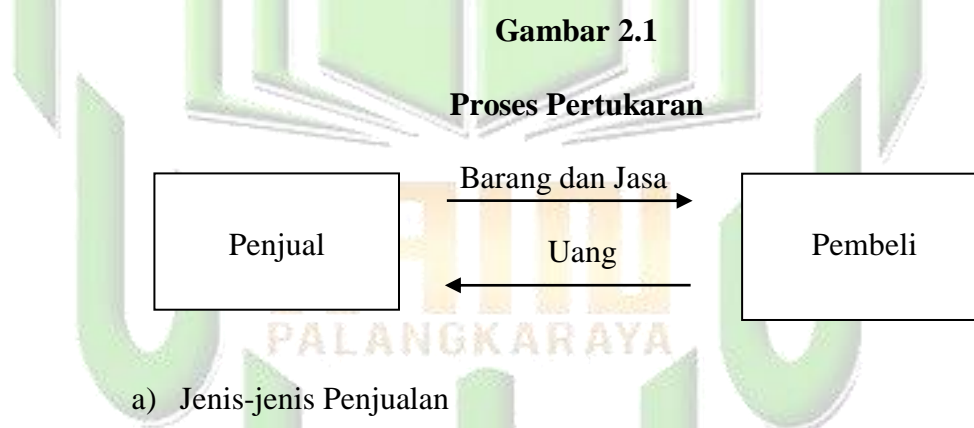 Gambar 2.1
Proses Pertukaran
Barang dan Jasa
Penjual
Uang
Pembeli
PALANGKARAYA
a) Jenis-jenis Penjualan